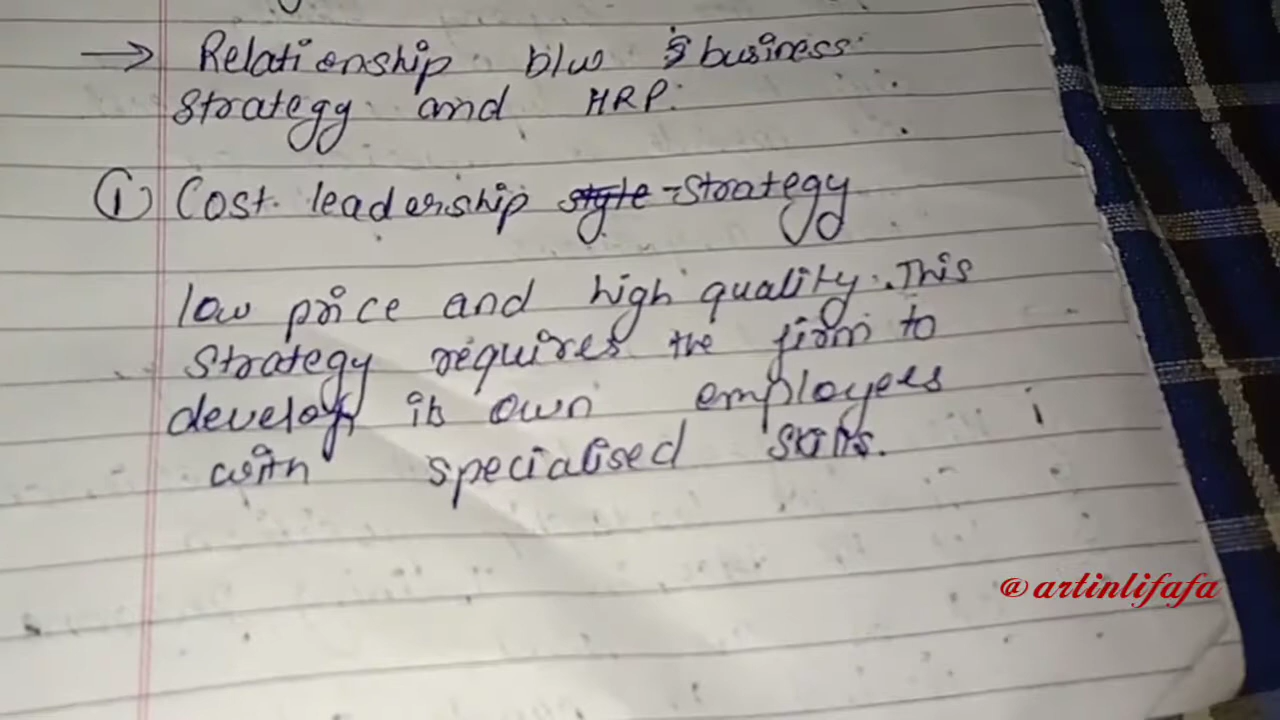 → Relationship b/w business
strategy and HRP.
① Cost leadership style -strategy
low price and high quality. This
strategy requires the firm to
develop its own employees
with specialised skills.
@artinlifafa